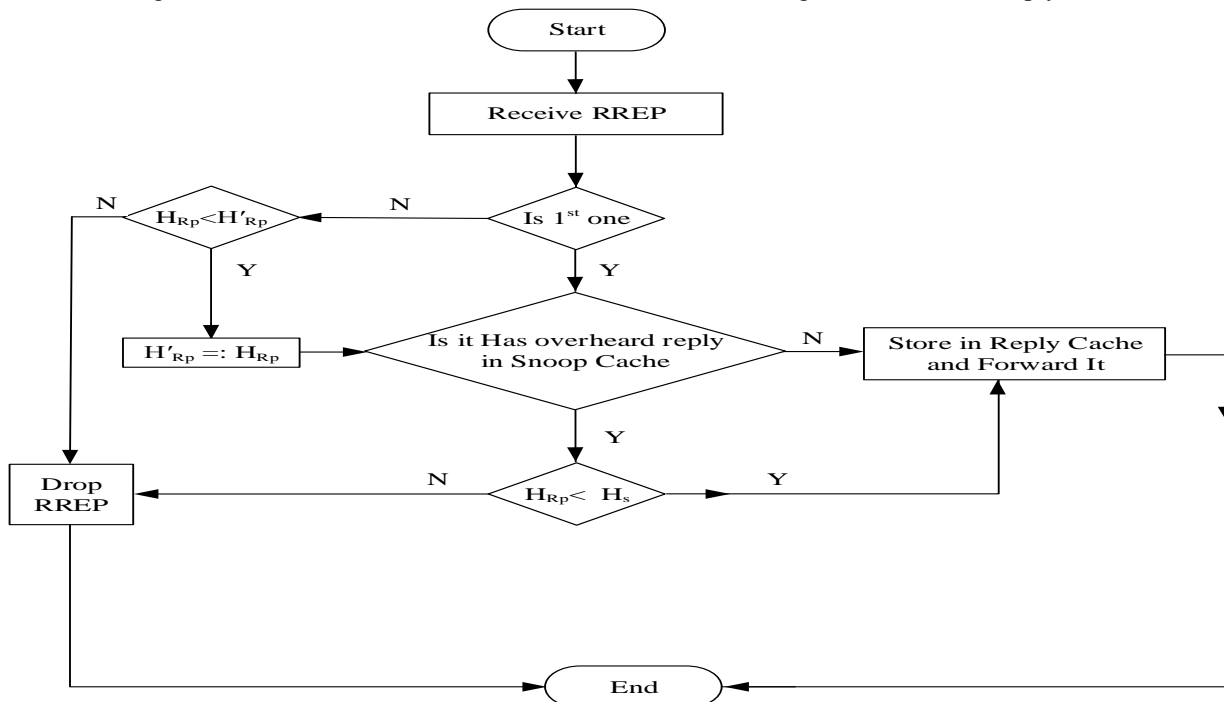 Start
Receive RREP
Is 1st one
N
HRp<H′Rp
N
Y
Y
H′Rp =: HRp
Is it Has overheard reply
in Snoop Cache
N
Store in Reply Cache
and Forward It
Y
HRp< Hs
N
Y
Drop
RREP
End